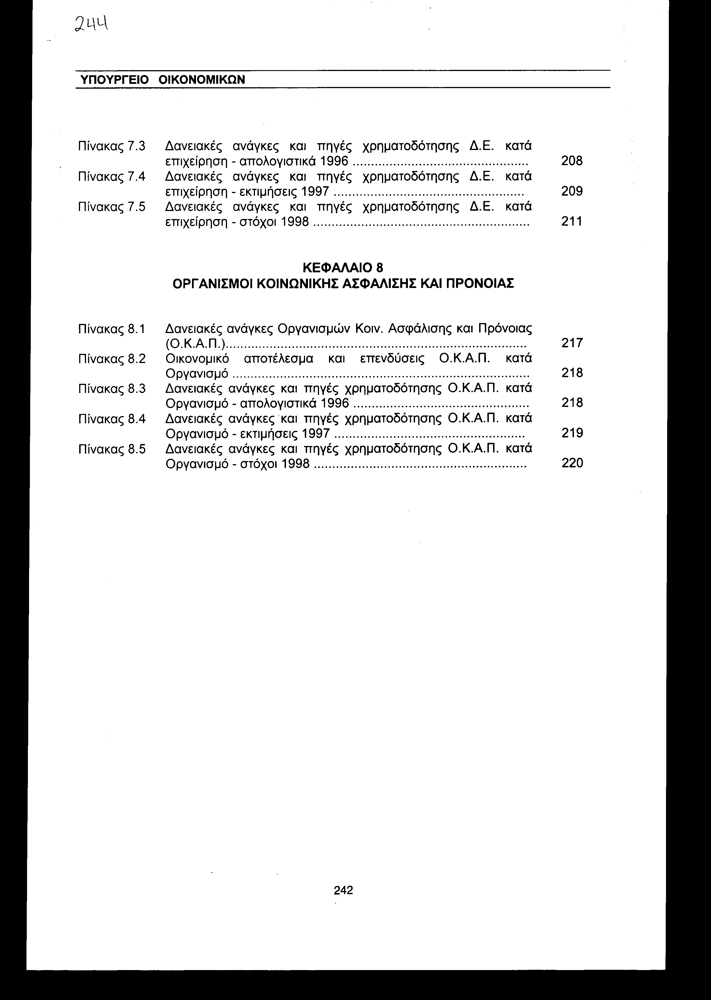 244
ΥΠΟΥΡΓΕΙΟ ΟΙΚΟΝΟΜΙΚΩΝ
Πίνακας 7.3 Δανειακές ανάγκες και πηγές χρηματοδότησης Δ.Ε. κατά
επιχείρηση - απολογιστικά 1996 ........................................ 208
Πίνακας 7.4 Δανειακές ανάγκες και πηγές χρηματοδότησης Δ.Ε. κατά
επιχείρηση - εκτιμήσεις 1997 ........................................ 209
Πίνακας 7.5 Δανειακές ανάγκες και πηγές χρηματοδότησης Δ.Ε. κατά
επιχείρηση - στόχοι 1998 ........................................ 211
ΚΕΦΑΛΑΙΟ 8
ΟΡΓΑΝΙΣΜΟΙ ΚΟΙΝΩΝΙΚΗΣ ΑΣΦΑΛΙΣΗΣ ΚΑΙ ΠΡΟΝΟΙΑΣ
Πίνακας 8.1 Δανειακές ανάγκες Οργανισμών Κοιν. Ασφάλισης και Πρόνοιας
(Ο.Κ.Α.Π.)........................................ 217
Πίνακας 8.2 Οικονομικό αποτέλεσμα και επενδύσεις Ο.Κ.Α.Π. κατά
Οργανισμό ........................................ 218
Πίνακας 8.3 Δανειακές ανάγκες και πηγές χρηματοδότησης Ο.Κ.Α.Π. κατά
Οργανισμό - απολογιστικά 1996 ........................................ 218
Πίνακας 8.4 Δανειακές ανάγκες και πηγές χρηματοδότησης Ο.Κ.Α.Π. κατά
Οργανισμό - εκτιμήσεις 1997 ........................................ 219
Πίνακας 8.5 Δανειακές ανάγκες και πηγές χρηματοδότησης Ο.Κ.Α.Π. κατά
Οργανισμό - στόχοι 1998 ........................................ 220
242